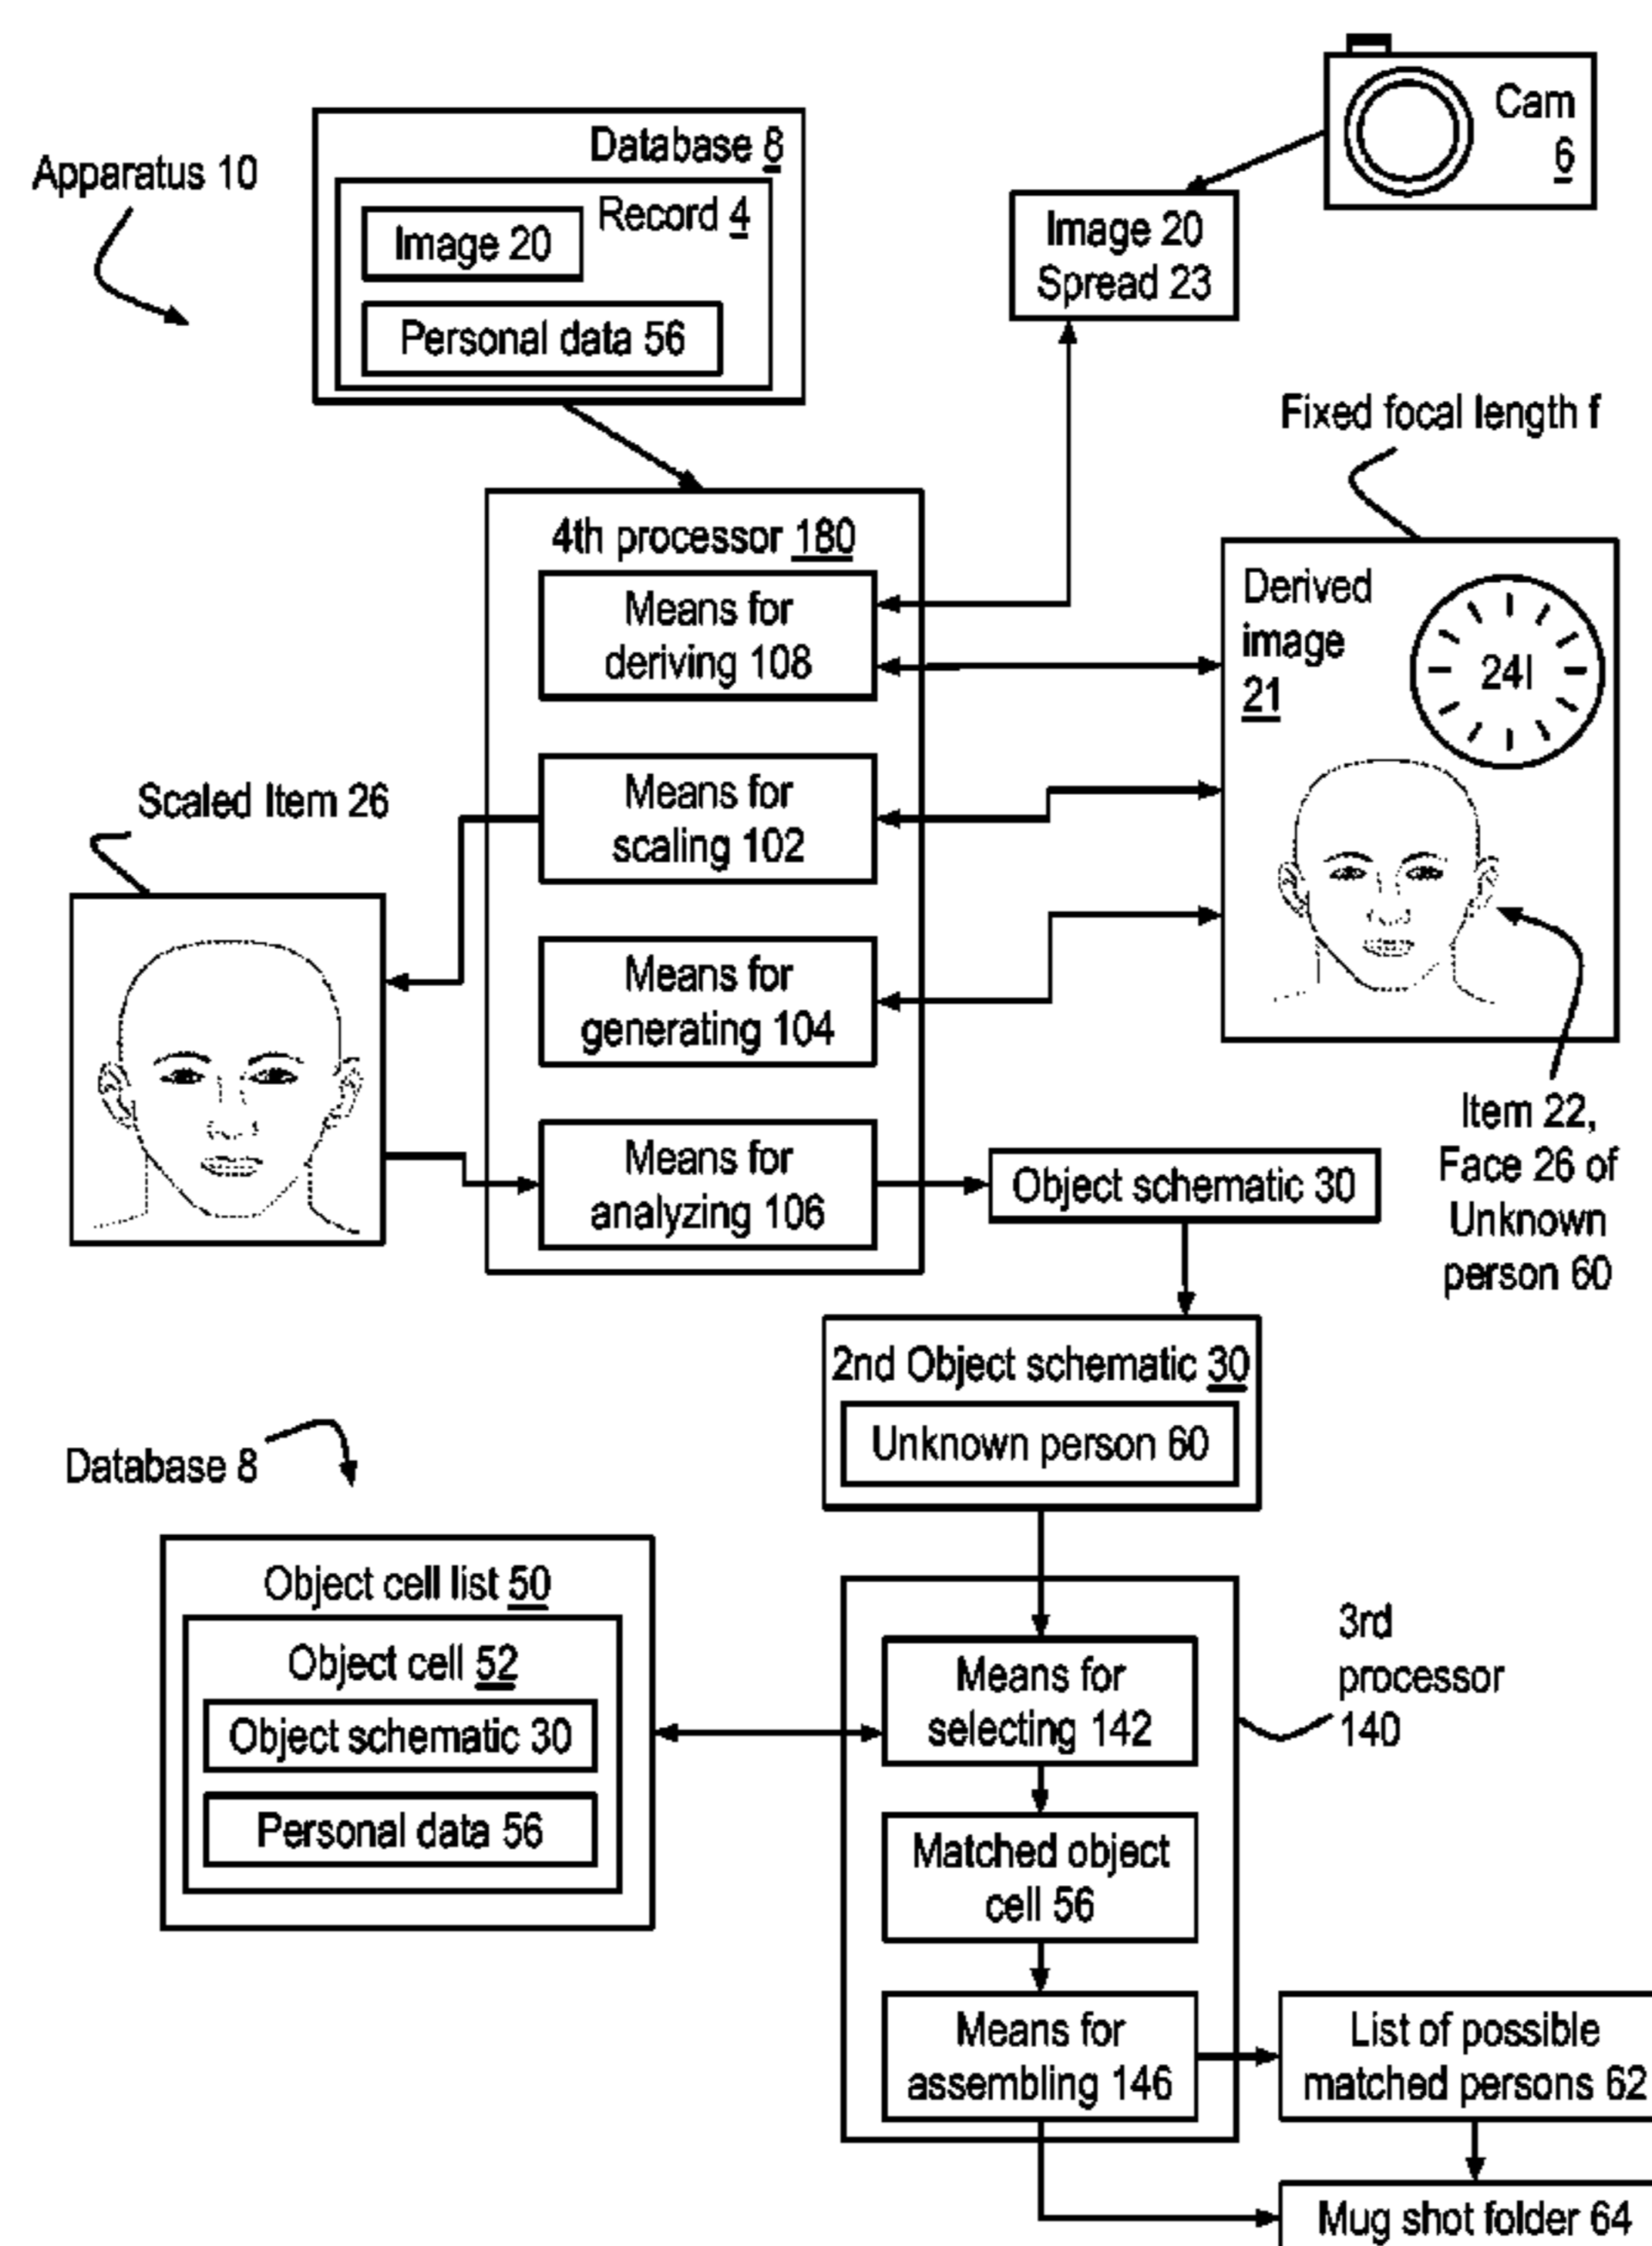 Apparatus 10
Database 8
Record 4
Image 20
Personal data 56
Cam
6
Image 20
Spread 23
Fixed focal length f
4th processor 180
Means for
deriving 108
Means for
scaling 102
Means for
generating 104
Means for
analyzing 106
Derived
image
21
24I
Scaled Item 26
Item 22,
Face 26 of
Unknown
person 60
Object schematic 30
2nd Object schematic 30
Unknown person 60
Database 8
Object cell list 50
Object cell 52
Object schematic 30
Personal data 56
3rd
processor
140
Means for
selecting 142
Matched object
cell 56
Means for
assembling 146
List of possible
matched persons 62
Mug shot folder 64